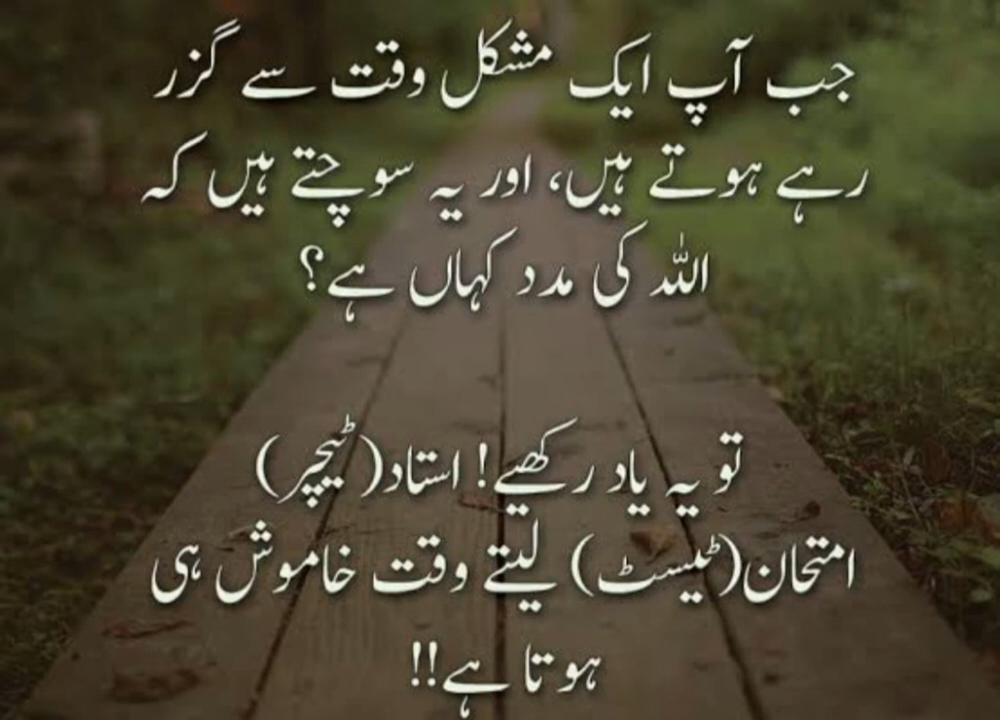 جب آپ ایک مشکل وقت سے گزر
رہے ہوتے ہیں، اور یہ سوچتے ہیں کہ
اللہ کی مدد کہاں ہے؟
تو یہ یاد رکھیے! استاد(ٹیچر)
امتحان(ٹیسٹ) لیتے وقت خاموش ہی
ہوتا ہے!!